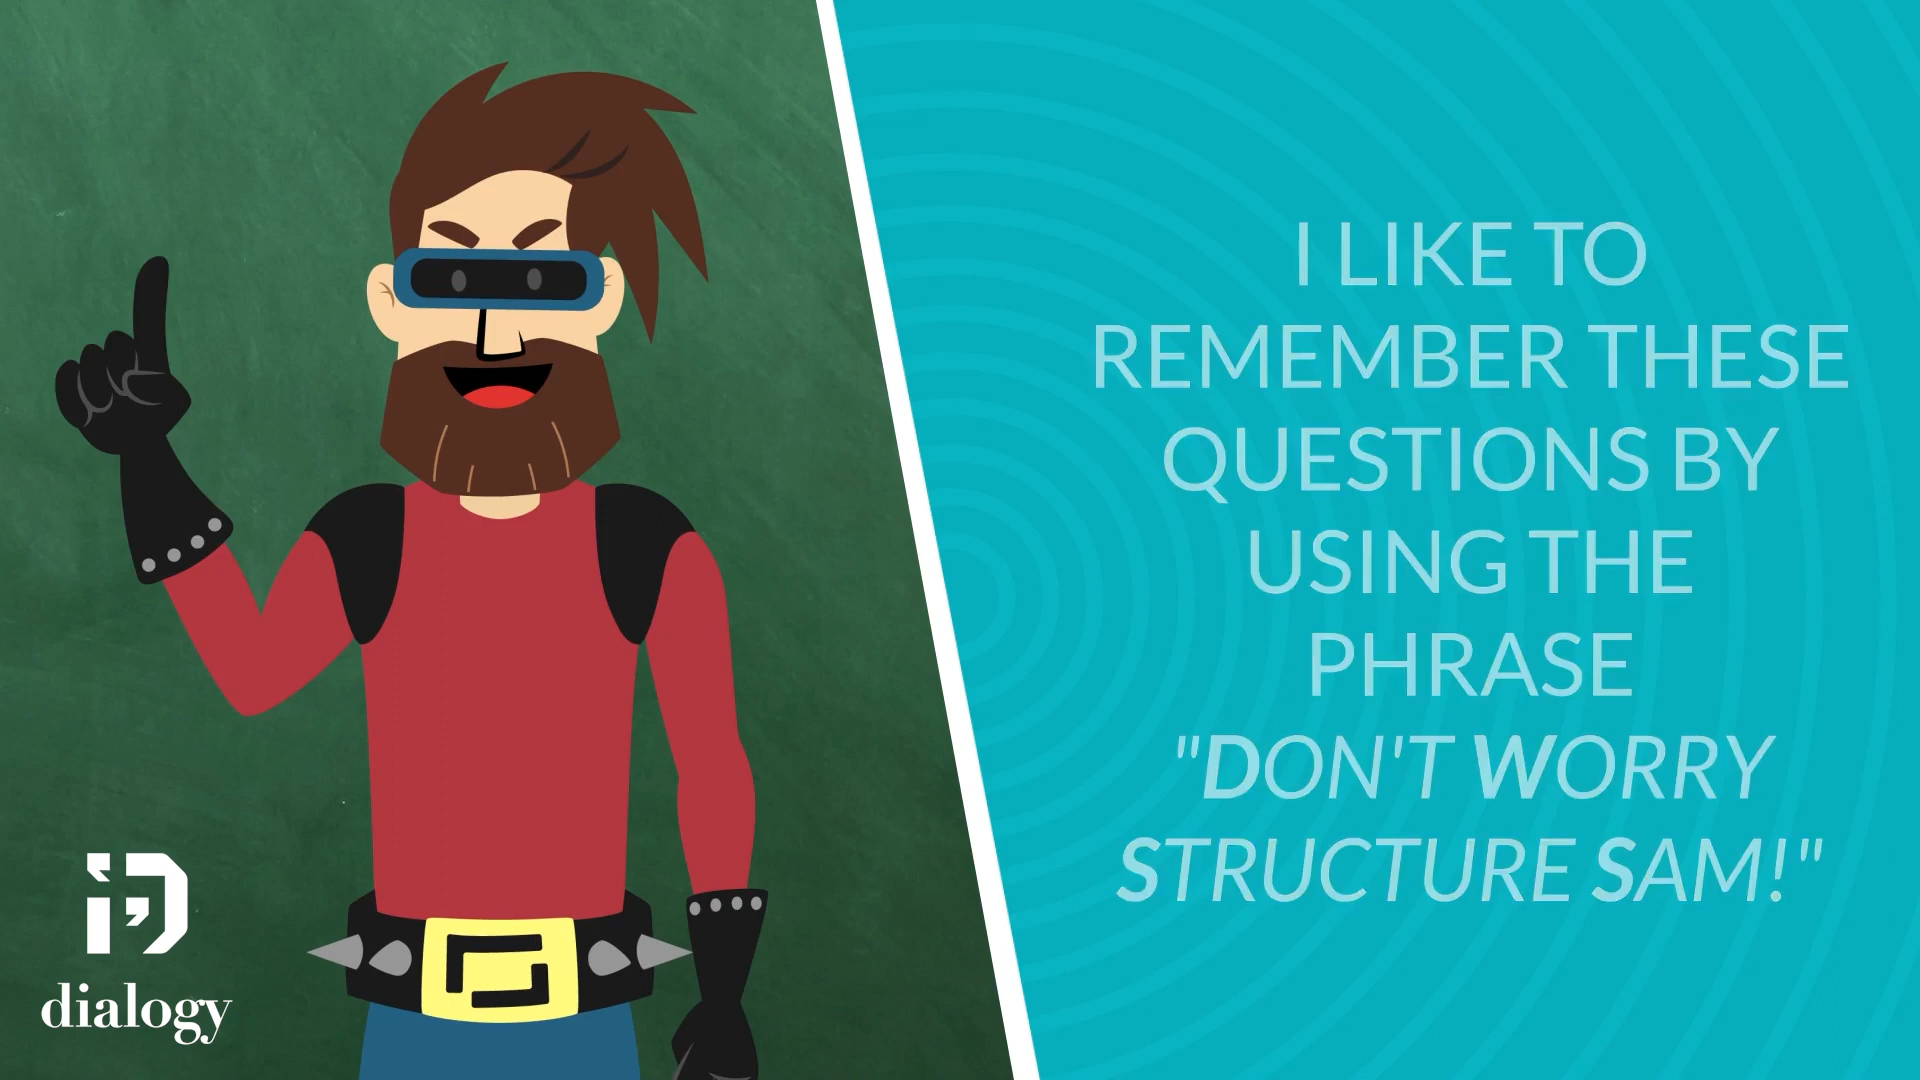 I LIKE TO
REMEMBER THESE
QUESTIONS BY
USING THE
PHRASE
"DON'T WORRY
STRUCTURE SAM!"
dialogy